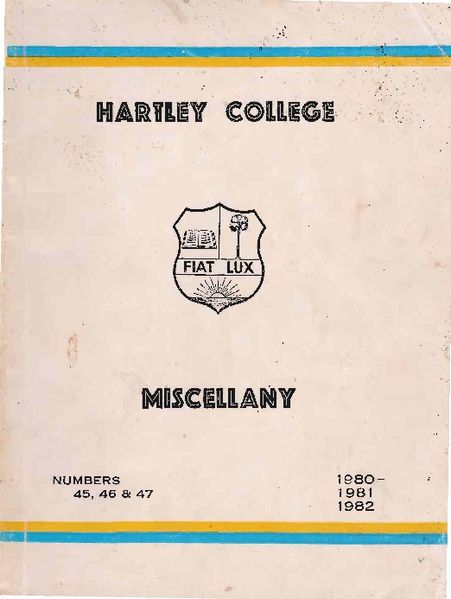 HARTLEY COLLEGE
FIAT LUX
MISCELLANY
NUMBERS
45, 46 & 47
1980-
1981
1982